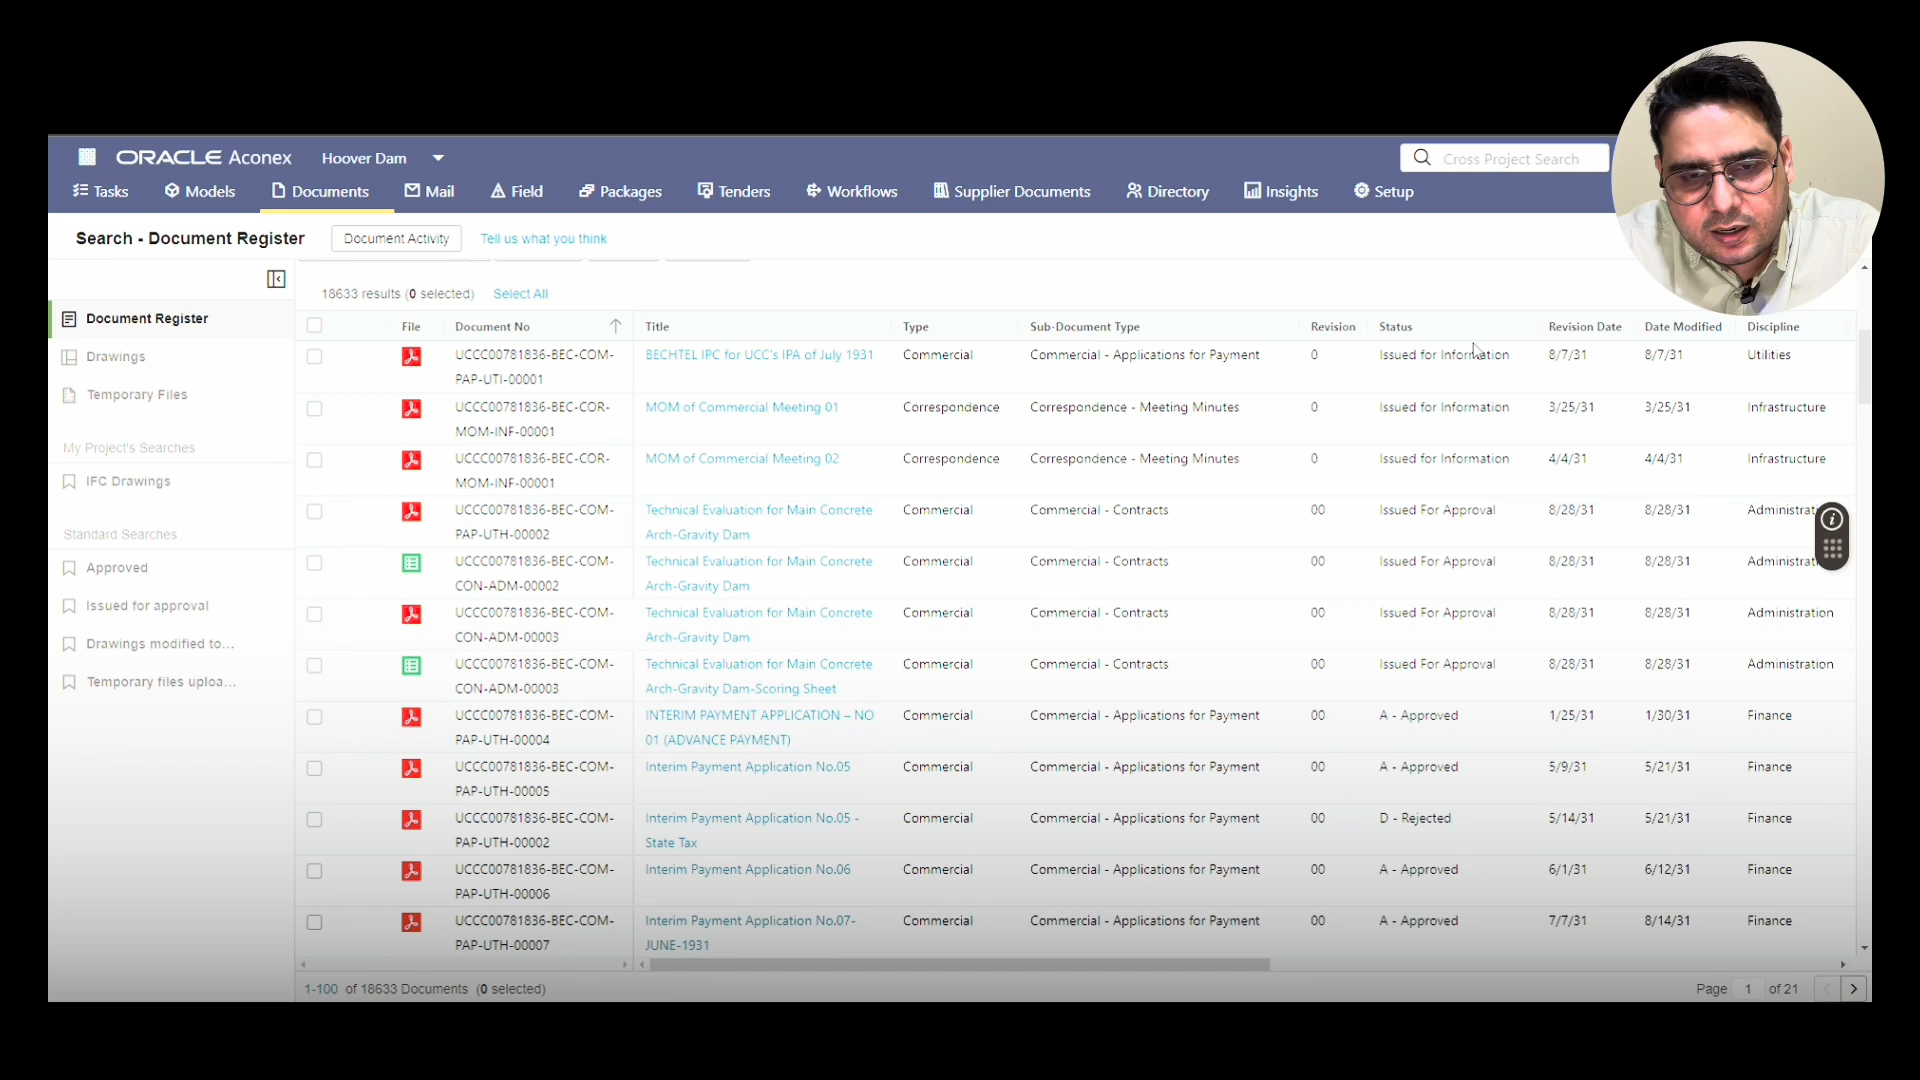 ORACLE Aconex Hoover Dam
Cross Project Search
Tasks Models Documents Mail Field Packages Tenders Workflows Supplier Documents Directory Insights Setup
Search - Document Register Document Activity Tell us what you think
18633 results (0 selected) Select All
Document Register
Drawings
Temporary Files
My Project's Searches
IFC Drawings
Standard Searches
Approved
Issued for approval
Drawings modified to...
Temporary files uploa...
File Document No Title Type Sub-Document Type Revision Status Revision Date Date Modified Discipline
UCCC00781836-BEC-COM- BECHTEL IPC for UCC's IPA of July 1931 Commercial Commercial - Applications for Payment 0 Issued for Information 8/7/31 8/7/31 Utilities
PAP-UTI-00001
UCCC00781836-BEC-COR- MOM of Commercial Meeting 01 Correspondence Correspondence - Meeting Minutes 0 Issued for Information 3/25/31 3/25/31 Infrastructure
MOM-INF-00001
UCCC00781836-BEC-COR- MOM of Commercial Meeting 02 Correspondence Correspondence - Meeting Minutes 0 Issued for Information 4/4/31 4/4/31 Infrastructure
MOM-INF-00001
UCCC00781836-BEC-COM- Technical Evaluation for Main Concrete Commercial Commercial - Contracts 00 Issued For Approval 8/28/31 8/28/31 Administrat
PAP-UTH-00002 Arch-Gravity Dam
UCCC00781836-BEC-COM- Technical Evaluation for Main Concrete Commercial Commercial - Contracts 00 Issued For Approval 8/28/31 8/28/31 Administrat
CON-ADM-00002 Arch-Gravity Dam
UCCC00781836-BEC-COM- Technical Evaluation for Main Concrete Commercial Commercial - Contracts 00 Issued For Approval 8/28/31 8/28/31 Administration
CON-ADM-00003 Arch-Gravity Dam
UCCC00781836-BEC-COM- Technical Evaluation for Main Concrete Commercial Commercial - Contracts 00 Issued For Approval 8/28/31 8/28/31 Administration
CON-ADM-00003 Arch-Gravity Dam-Scoring Sheet
UCCC00781836-BEC-COM- INTERIM PAYMENT APPLICATION – NO Commercial Commercial - Applications for Payment 00 A - Approved 1/25/31 1/30/31 Finance
PAP-UTH-00004 01 (ADVANCE PAYMENT)
UCCC00781836-BEC-COM- Interim Payment Application No.05 Commercial Commercial - Applications for Payment 00 A - Approved 5/9/31 5/21/31 Finance
PAP-UTH-00005
UCCC00781836-BEC-COM- Interim Payment Application No.05 - Commercial Commercial - Applications for Payment 00 D - Rejected 5/14/31 5/21/31 Finance
PAP-UTH-00002 State Tax
UCCC00781836-BEC-COM- Interim Payment Application No.06 Commercial Commercial - Applications for Payment 00 A - Approved 6/1/31 6/12/31 Finance
PAP-UTH-00006
UCCC00781836-BEC-COM- Interim Payment Application No.07- Commercial Commercial - Applications for Payment 00 A - Approved 7/7/31 8/14/31 Finance
PAP-UTH-00007 JUNE-1931
1-100 of 18633 Documents (0 selected) Page 1 of 21